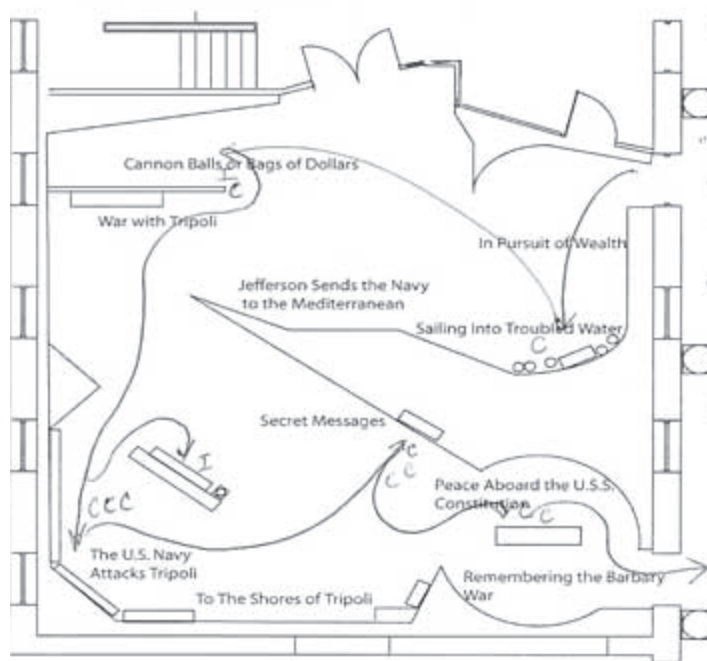 Cannon Balls or Bags of Dollars
I
C
War with Tripoli
In Pursuit of Wealth
Jefferson Sends the Navy
to the Mediterranean
Sailing Into Troubled Water
C
Secret Messages
C
C C
I
Peace Aboard the U.S.S.
Constitution
C C
C C C
The U.S. Navy
Attacks Tripoli
To The Shores of Tripoli
Remembering the Barbary
War